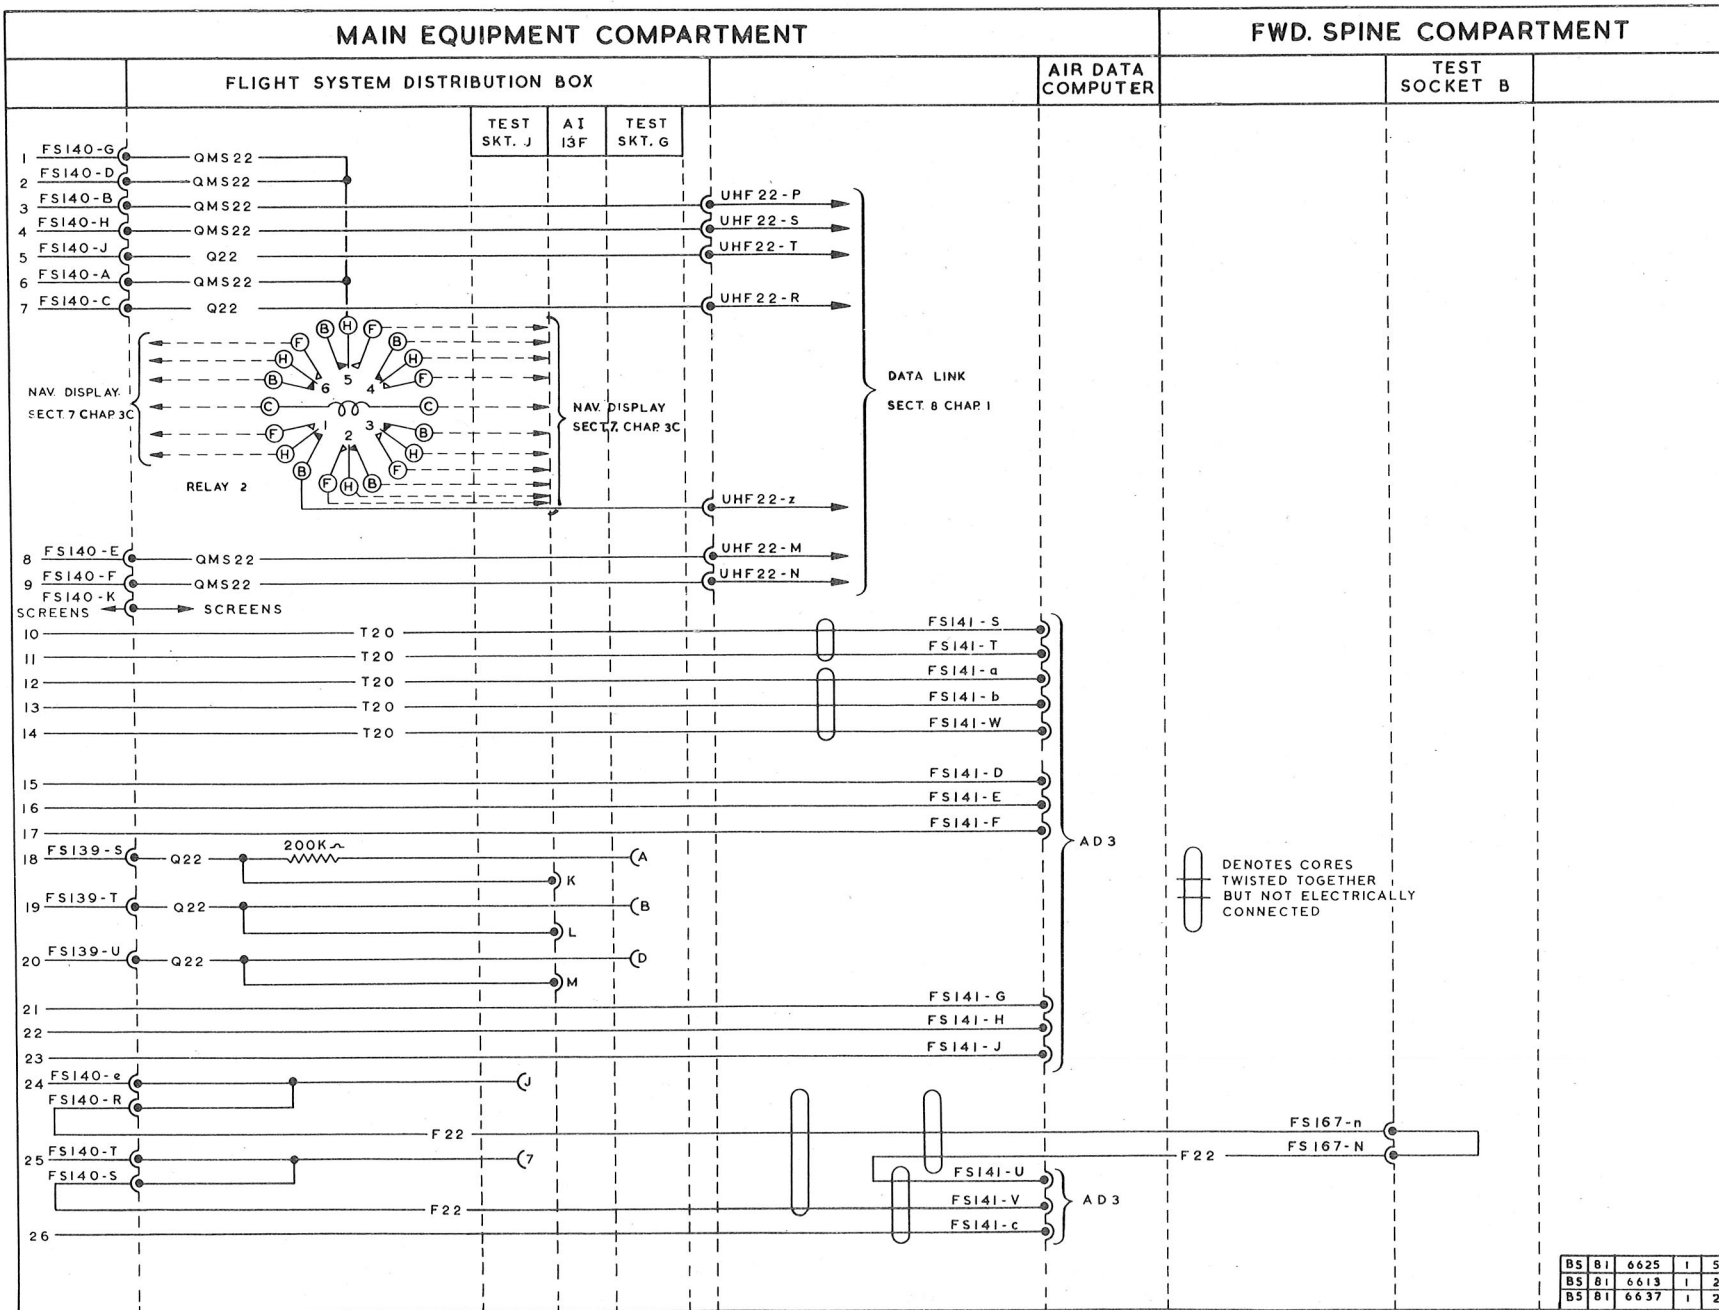 MAIN EQUIPMENT COMPARTMENT
FWD. SPINE COMPARTMENT
FLIGHT SYSTEM DISTRIBUTION BOX
AIR DATA
COMPUTER
TEST
SOCKET B
TEST
SKT. J
AI
13F
TEST
SKT. G
1 FS140-G QMS22
2 FS140-D QMS22
3 FS140-B QMS22 UHF22-P
4 FS140-H QMS22 UHF22-S
5 FS140-J Q22 UHF22-T
6 FS140-A QMS22
7 FS140-C Q22 UHF22-R
B H F
F B
H H
B 6 5 4 F
C C
F 1 2 3 B
H H
B F
F H B
NAV. DISPLAY.
SECT. 7 CHAP. 3C
NAV. DISPLAY
SECT. 7. CHAP. 3C
DATA LINK
SECT. 8 CHAP. 1
RELAY 2
UHF22-z
8 FS140-E QMS22 UHF22-M
9 FS140-F QMS22 UHF22-N
FS140-K
SCREENS SCREENS
10 T20 FS141-S
11 T20 FS141-T
12 T20 FS141-a
13 T20 FS141-b
14 T20 FS141-W
15 FS141-D
16 FS141-E
17 FS141-F
AD3
18 FS139-S Q22 200K~ A
K
19 FS139-T Q22 B
L
20 FS139-U Q22 D
M
DENOTES CORES
TWISTED TOGETHER
BUT NOT ELECTRICALLY
CONNECTED
21 FS141-G
22 FS141-H
23 FS141-J
24 FS140-e J
FS140-R
F22 FS167-n
25 FS140-T 7 F22 FS167-N
FS140-S FS141-U
F22 FS141-V AD3
26 FS141-c
BS 81 6625 1 5
BS 81 6613 1 2
BS 81 6637 1 2